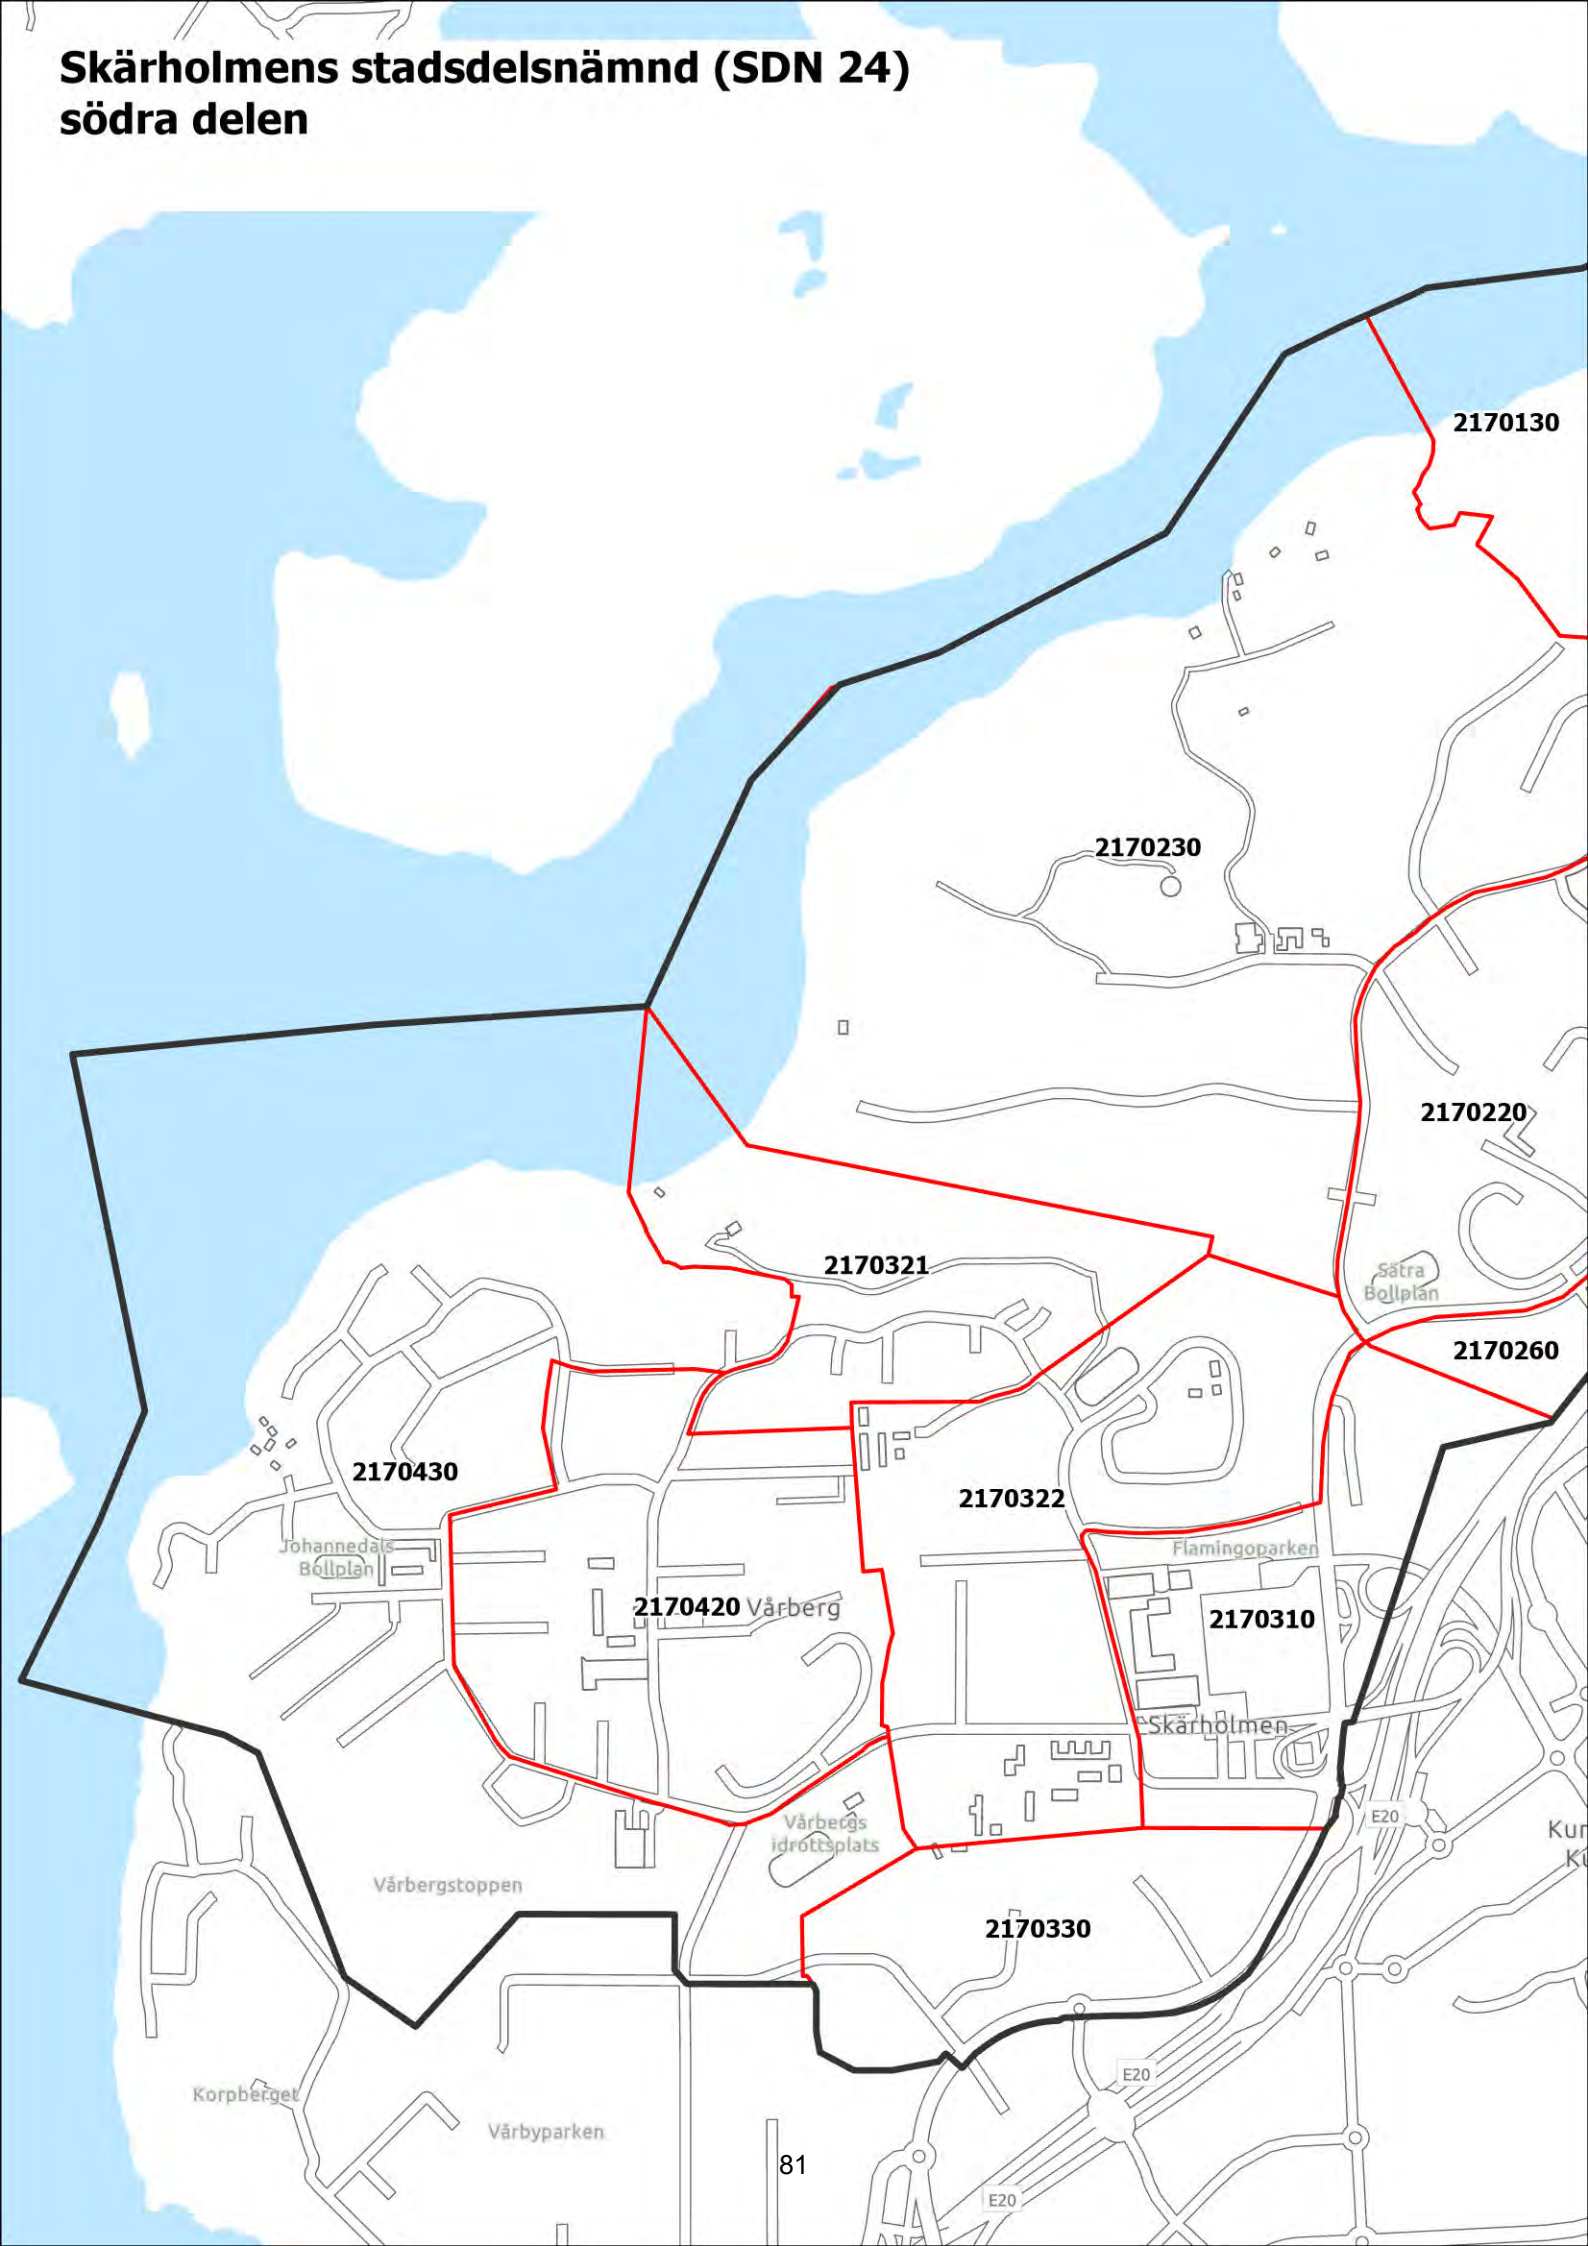 Skärholmens stadsdelsnämnd (SDN 24)
södra delen
2170130
2170230
2170220
2170321
Sätra
Bollplan
2170260
2170430
2170322
Johannedals
Bollplan
Flamingoparken
2170420
Vårberg
2170310
Skärholmen
E20
Vårbergs
idrottsplats
Vårbergstoppen
2170330
E20
Korpberget
Vårbyparken
81
E20